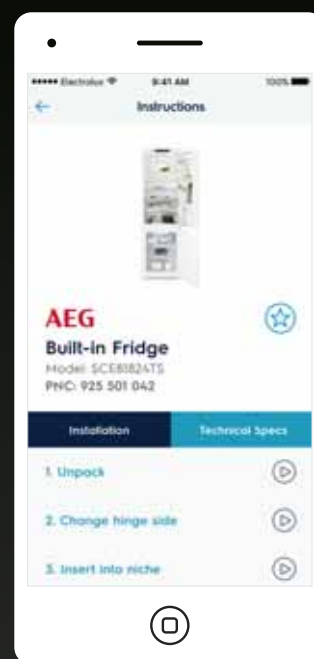 Electrolux 9:41 AM 100%
Instructions
AEG
Built-in Fridge
Model: SCE81824TS
PNC: 925 501 042
Installation Technical Specs
1. Unpack
2. Change hinge side
3. Insert into niche